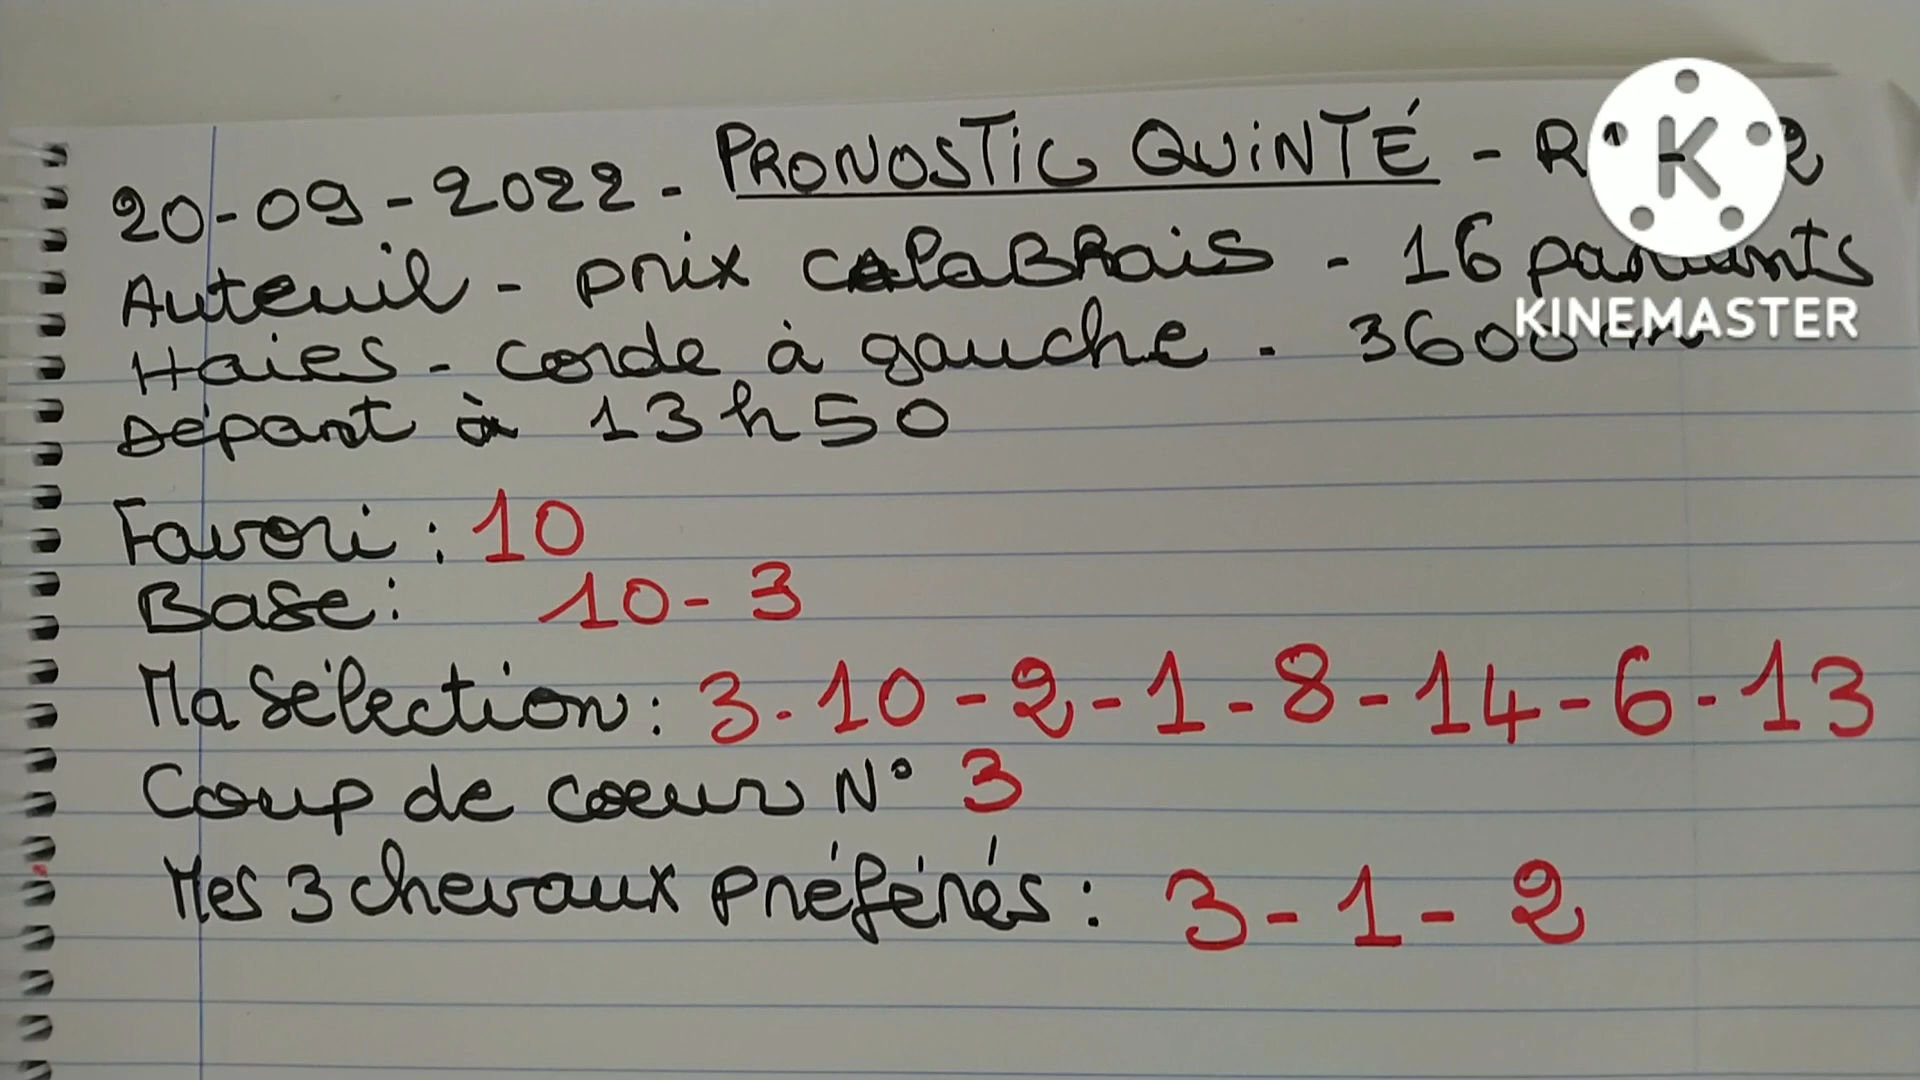 20-09-2022. PRONOSTIC QUINTÉ -
Auteuil - prix CALABRAIS - 16 partants
Haies - corde à gauche. 3600m
Départ à 13h50
Favori : 10
Base: 10-3
Ma sélection: 3.10-2-1-8-14-6-13
Coup de coeur N° 3
Mes 3 chevaux préférés : 3-1-2
K
KINEMASTER